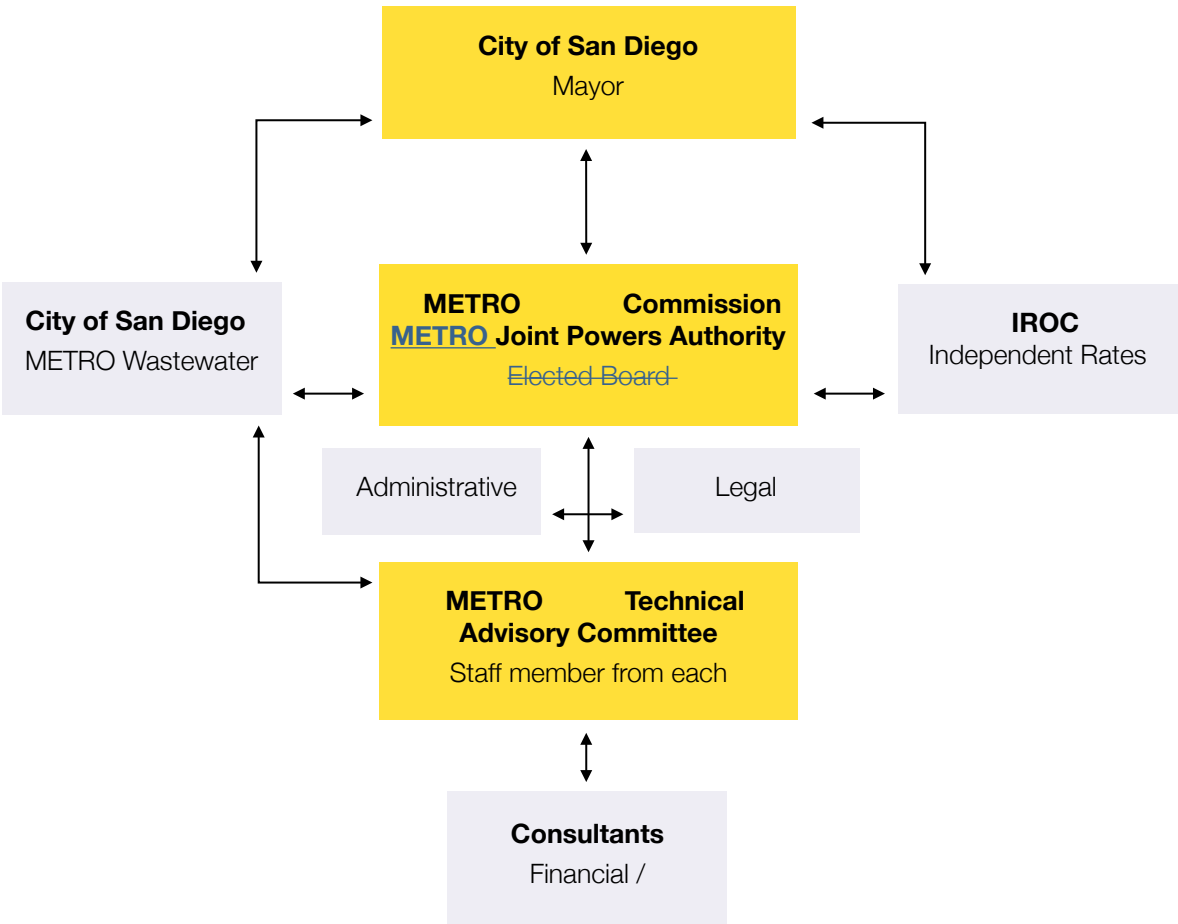 City of San Diego
Mayor
City of San Diego
METRO Wastewater
METRO Commission
METRO Joint Powers Authority
Elected Board
IROC
Independent Rates
Administrative
Legal
METRO Technical
Advisory Committee
Staff member from each
Consultants
Financial /